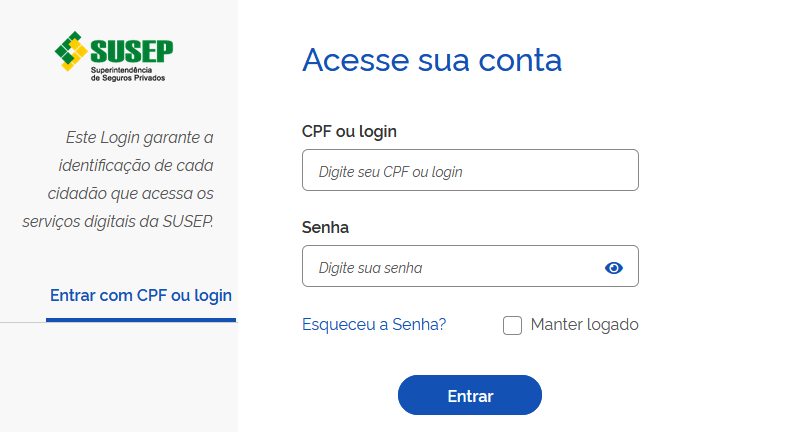 SUSEP
Superintendência
de Seguros Privados
Este Login garante a
identificação de cada
cidadão que acessa os
serviços digitais da SUSEP.
Entrar com CPF ou login
Acesse sua conta
CPF ou login
Digite seu CPF ou login
Senha
Digite sua senha
Esqueceu a Senha? Manter logado
Entrar